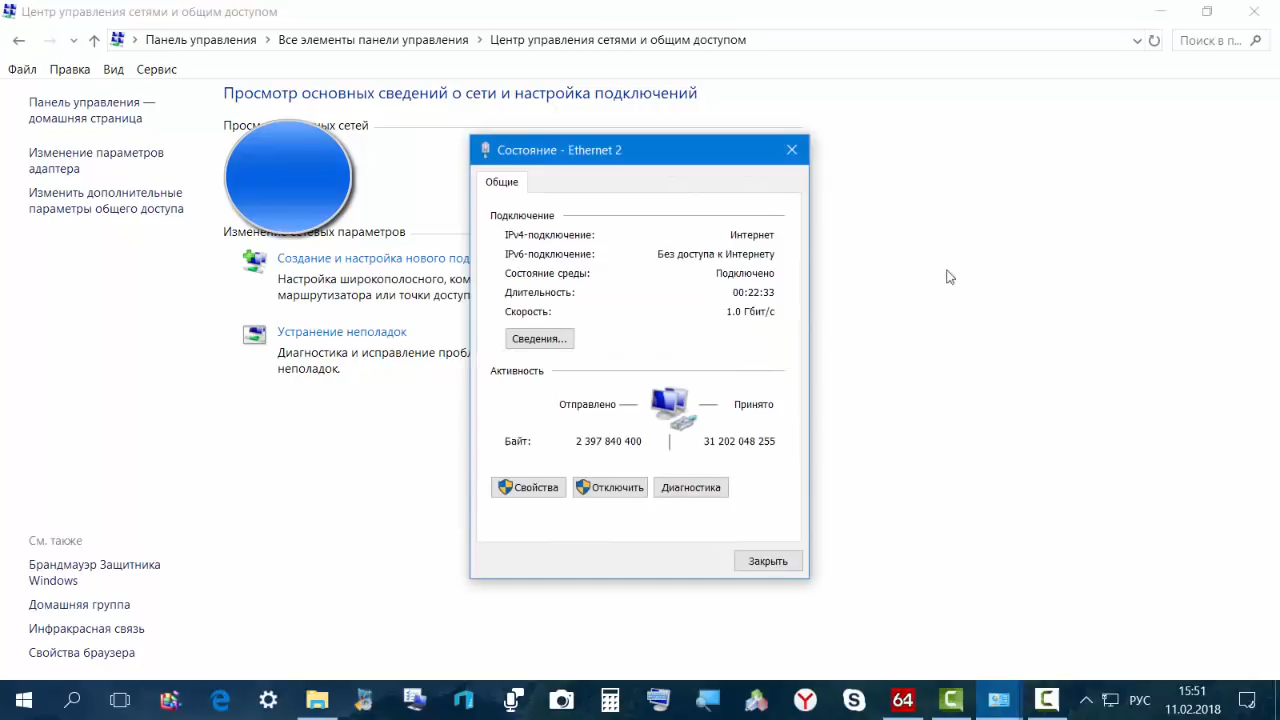 Центр управления сетями и общим доступом
Панель управления
Все элементы панели управления
Центр управления сетями и общим доступом
Поиск в п...
Файл
Правка
Вид
Сервис
Панель управления —
домашняя страница
Изменение параметров
адаптера
Изменить дополнительные
параметры общего доступа
Просмотр основных сведений о сети и настройка подключений
Прос
ных сетей
Изменение сетевых параметров
Создание и настройка нового под
Настройка широкополосного, ком
маршрутизатора или точки доступ
Устранение неполадок
Диагностика и исправление пробл
неполадок.
Состояние - Ethernet 2
Общие
Подключение
IPv4-подключение: Интернет
IPv6-подключение: Без доступа к Интернету
Состояние среды: Подключено
Длительность: 00:22:33
Скорость: 1.0 Гбит/с
Сведения...
Активность
Отправлено — — Принято
Байт: 2 397 840 400 31 202 048 255
Свойства
Отключить
Диагностика
Закрыть
См. также
Брандмауэр Защитника
Windows
Домашняя группа
Инфракрасная связь
Свойства браузера
64
РУС
15:51
11.02.2018